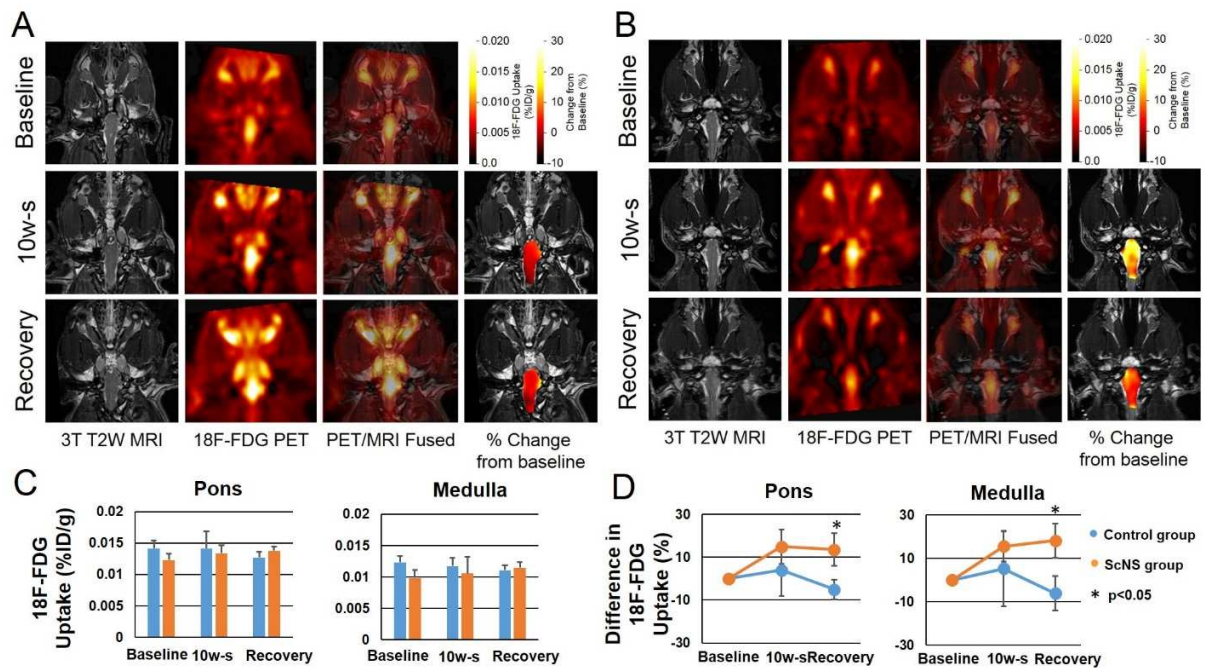 A
Baseline
10w-s
Recovery
0.020
0.015
0.010
0.005
0.0
18F-FDG Uptake
(%ID/g)
30
20
10
0
-10
Change from
Baseline (%)
3T T2W MRI
18F-FDG PET
PET/MRI Fused
% Change
from baseline
B
Baseline
10w-s
Recovery
0.020
0.015
0.010
0.005
0.0
18F-FDG Uptake
(%ID/g)
30
20
10
0
-10
Change from
Baseline (%)
3T T2W MRI
18F-FDG PET
PET/MRI Fused
% Change
from baseline
C
18F-FDG
Uptake (%ID/g)
Pons
0.02
0.015
0.01
0.005
0
Baseline 10w-s Recovery
Medulla
0.02
0.015
0.01
0.005
0
Baseline 10w-s Recovery
D
Difference in
18F-FDG
Uptake (%)
Pons
30
10
-10
-30
*
Baseline 10w-s Recovery
Medulla
30
10
-10
-30
*
Baseline 10w-s Recovery
Control group
ScNS group
* p<0.05